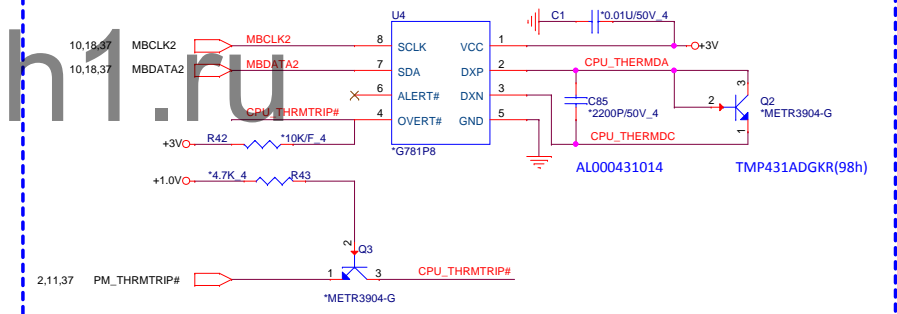 U4
C1 *0.01U/50V_4
10,18,37 MBCLK2 MBCLK2 8 SCLK VCC 1 +3V
10,18,37 MBDATA2 MBDATA2 7 SDA DXP 2 CPU_THERMDA
6 ALERT# DXN 3
CPU_THRMTRIP# 4 OVERT# GND 5
C85
*2200P/50V_4
3
2 Q2
*METR3904-G
1
CPU_THERMDC
+3V R42 *10K/F_4
*G781P8
AL000431014 TMP431ADGKR(98h)
+1.0V *4.7K_4 R43
2 Q3
2,11,37 PM_THRMTRIP# 1 3 CPU_THRMTRIP#
*METR3904-G
h1.ru